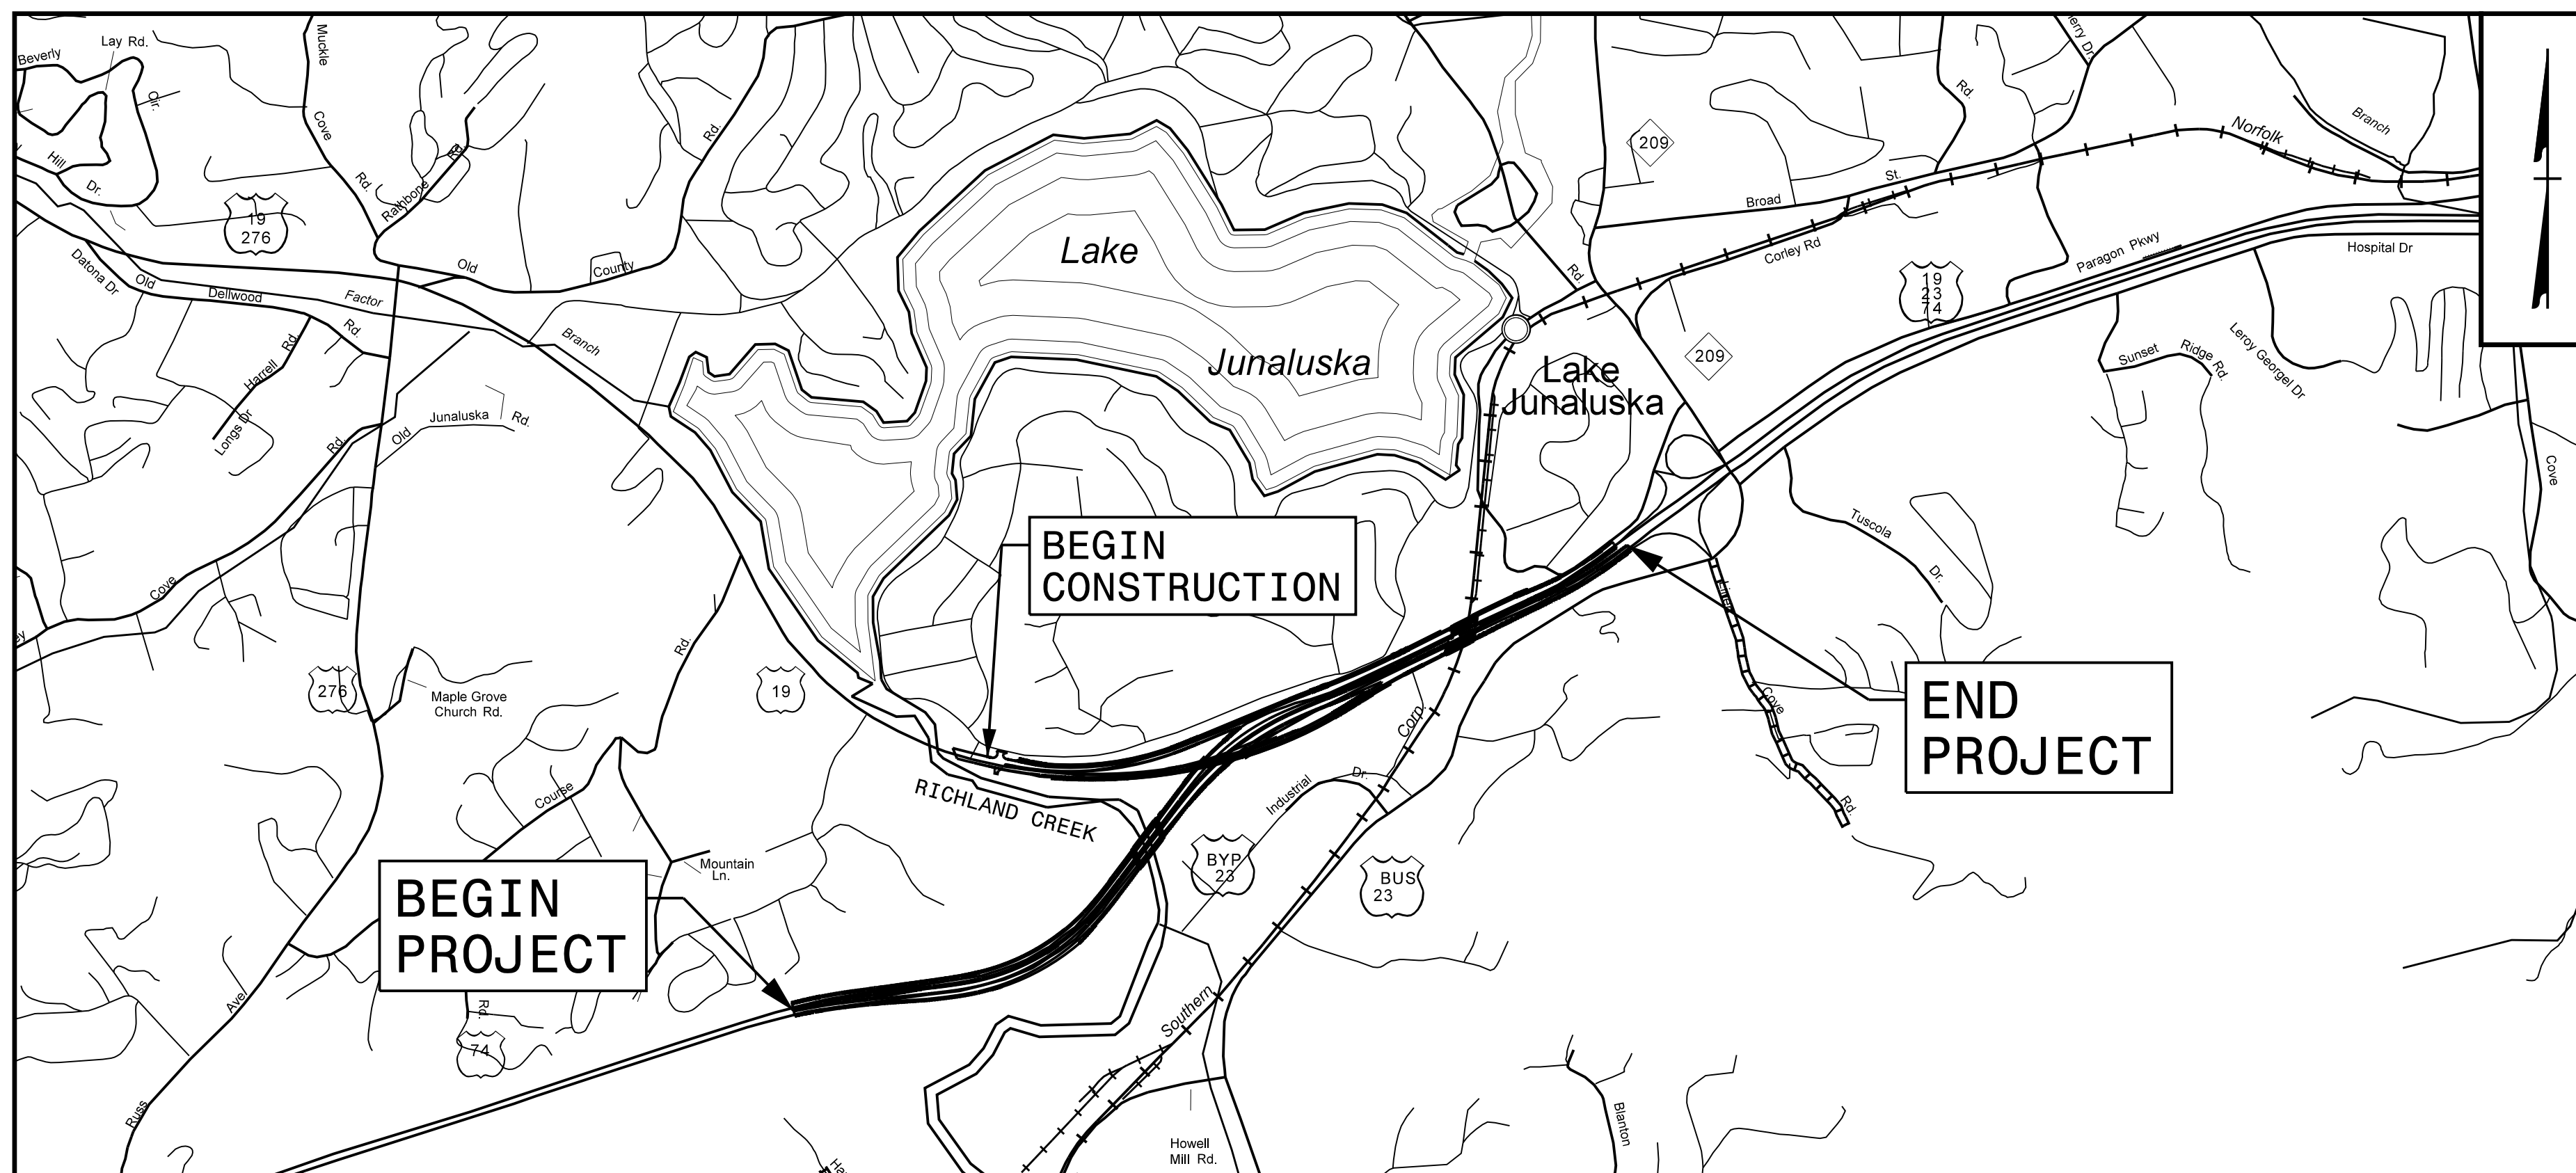 Beverly
Lay Rd.
Cir.
Hill
Dr.
Muckle
Cove
Rd.
Rathbone
Rd.
Rd.
19
276
Datona Dr
Old
Dellwood
Factor
Rd.
Old
County
Branch
Harrell
Rd.
Longs Dr
Rd.
Old
Junaluska
Rd.
Cove
Lake
Junaluska
Lake
Junaluska
209
Rd.
Broad
St.
Corley Rd
Rd.
erry Dr.
Norfolk
Branch
Paragon Pkwy
Hospital Dr
19
23
74
209
Sunset
Ridge Rd.
Leroy Georgel Dr
Cove
Tuscola
Dr.
BEGIN
CONSTRUCTION
276
Maple Grove
Church Rd.
Rd.
19
RICHLAND CREEK
Course
Mountain
Ln.
BEGIN
PROJECT
END
PROJECT
Liner
Cove
Rd.
Corp.
Industrial
Dr.
BYP
23
BUS
23
Southern
Rd.
74
Ave
Russ
Howell
Mill Rd.
Blanton